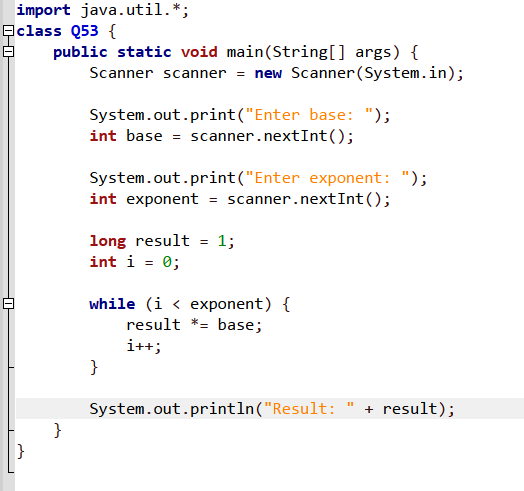 import java.util.*;
class Q53 {
    public static void main(String[] args) {
        Scanner scanner = new Scanner(System.in);

        System.out.print("Enter base: ");
        int base = scanner.nextInt();

        System.out.print("Enter exponent: ");
        int exponent = scanner.nextInt();

        long result = 1;
        int i = 0;

        while (i < exponent) {
            result *= base;
            i++;
        }

        System.out.println("Result: " + result);
    }
}